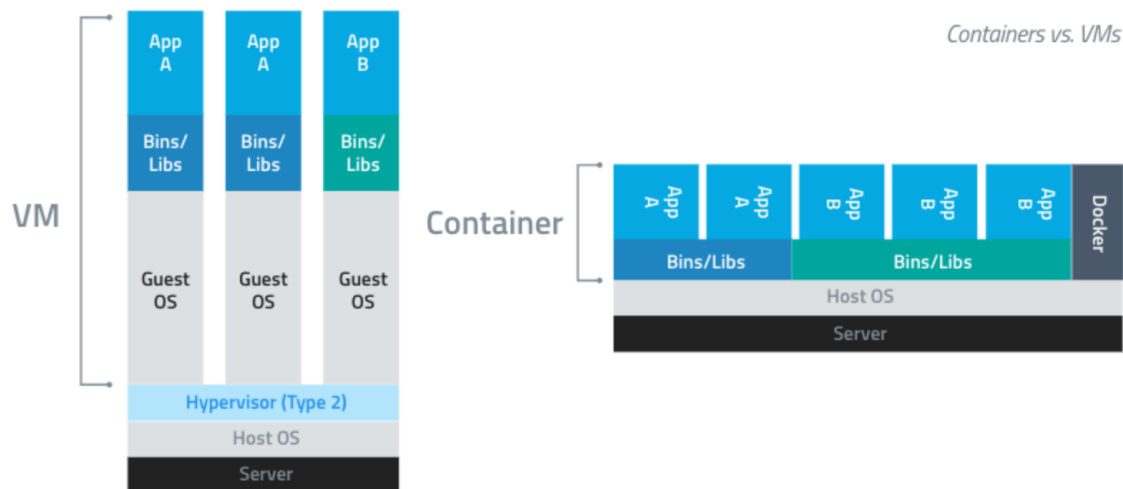 Containers vs. VMs
VM
App
A
App
A
App
B
Bins/
Libs
Bins/
Libs
Bins/
Libs
Guest
OS
Guest
OS
Guest
OS
Hypervisor (Type 2)
Host OS
Server
Container
App
A
App
A
App
B
App
B
App
B
Docker
Bins/Libs
Bins/Libs
Host OS
Server